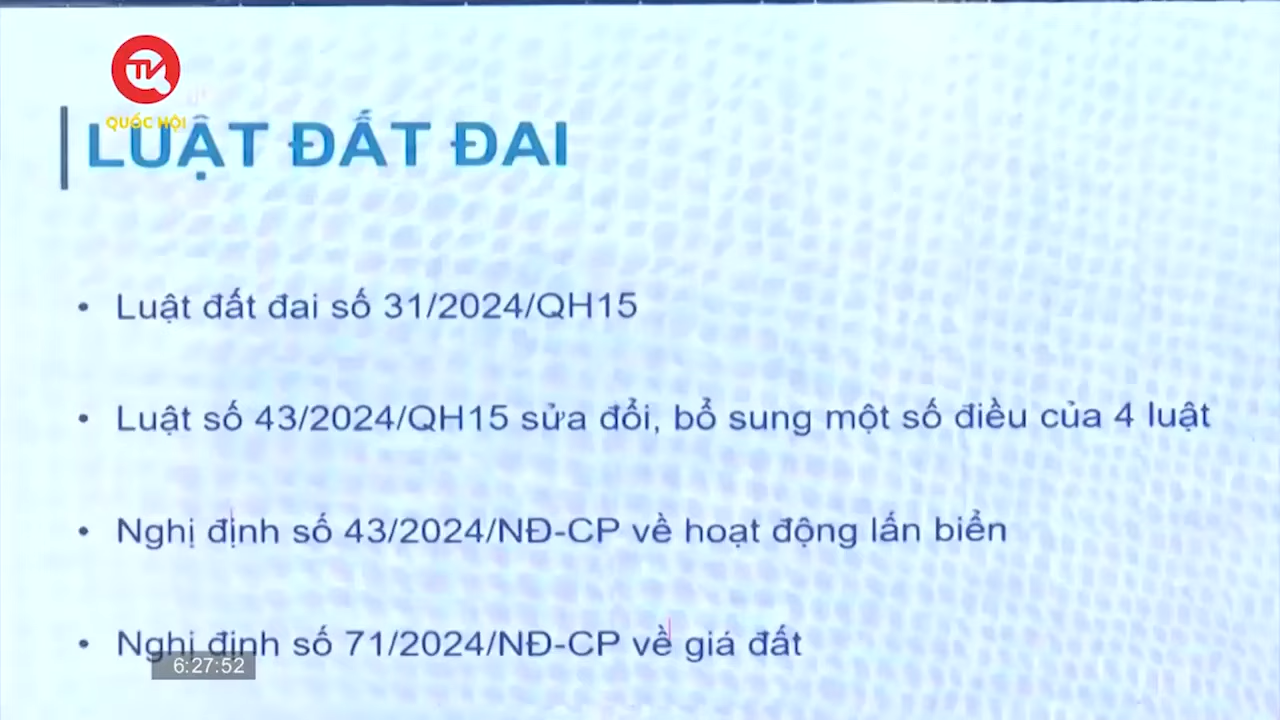 TV
QUỐC HỘI
LUẬT ĐẤT ĐAI
• Luật đất đai số 31/2024/QH15
• Luật số 43/2024/QH15 sửa đổi, bổ sung một số điều của 4 luật
• Nghị định số 43/2024/NĐ-CP về hoạt động lấn biển
• Nghị định số 71/2024/NĐ-CP về giá đất
6:27:52